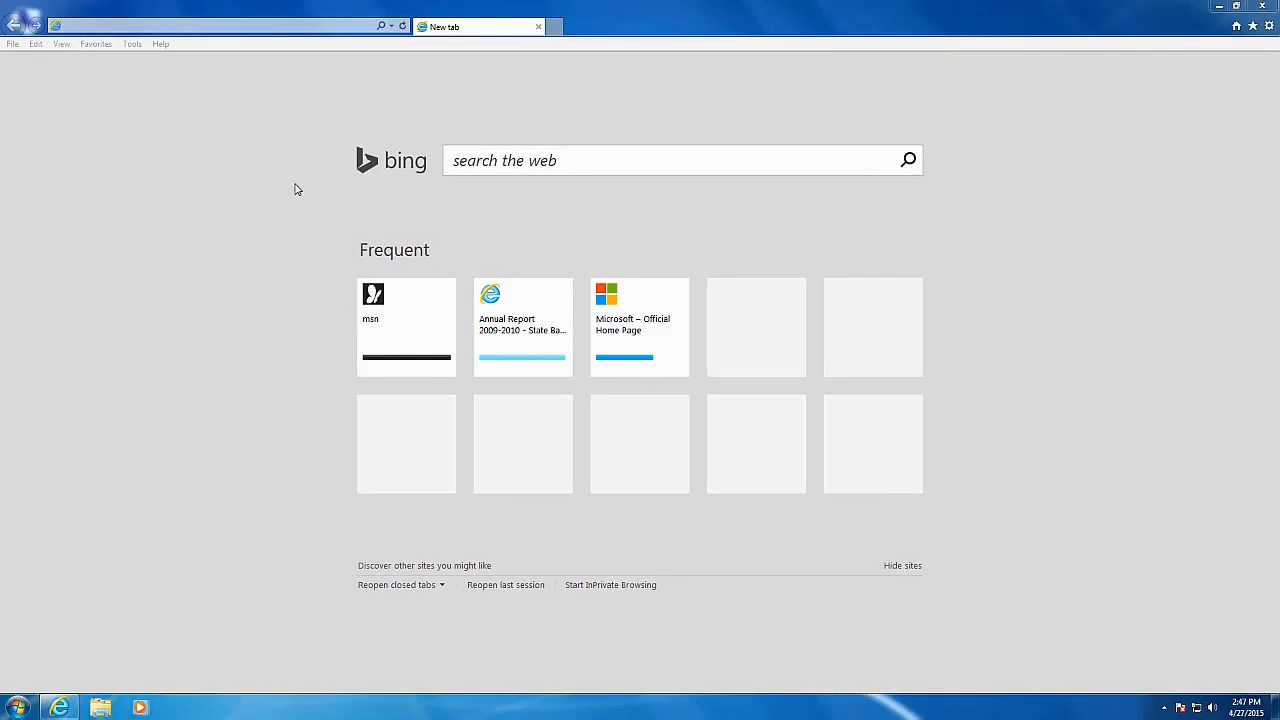 New tab
File Edit View Favorites Tools Help
bing search the web
Frequent
msn
Annual Report
2009-2010 - State Ba...
Microsoft – Official
Home Page
Discover other sites you might like Hide sites
Reopen closed tabs Reopen last session Start InPrivate Browsing
2:47 PM
4/27/2015